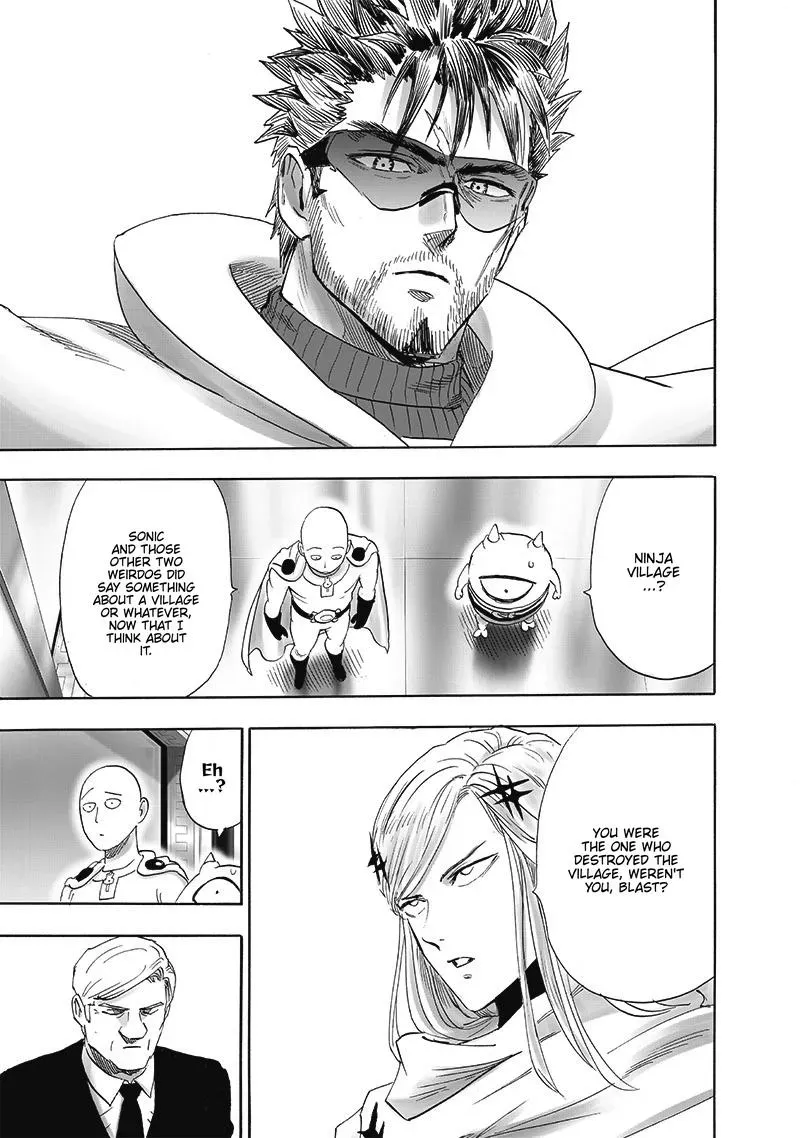 NINJA
VILLAGE
...?
SONIC
AND THOSE
OTHER TWO
WEIRDOS DID
SAY SOMETHING
ABOUT A VILLAGE
OR WHATEVER,
NOW THAT I
THINK ABOUT
IT.
YOU WERE
THE ONE WHO
DESTROYED THE
VILLAGE, WEREN'T
YOU, BLAST?
Eh
...?